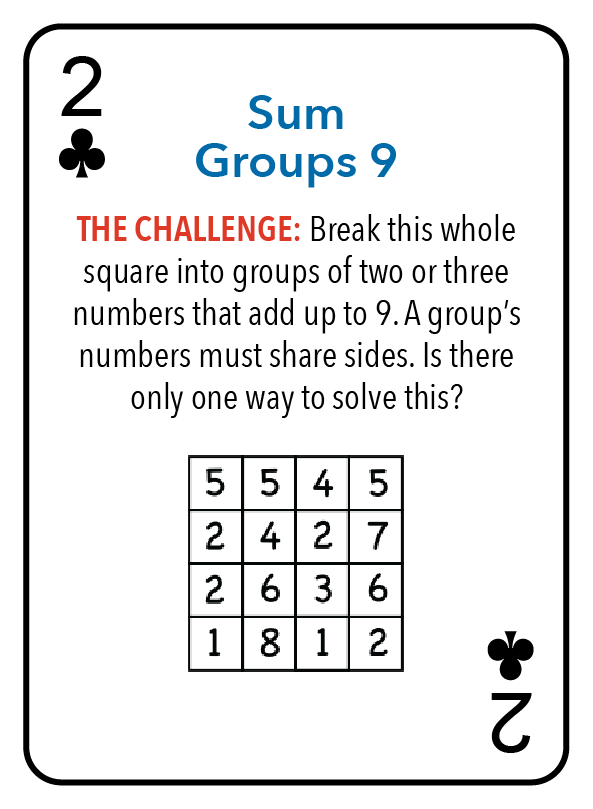 2
Sum
Groups 9
THE CHALLENGE: Break this whole
square into groups of two or three
numbers that add up to 9. A group's
numbers must share sides. Is there
only one way to solve this?
5 5 4 5
2 4 2 7
2 6 3 6
1 8 1 2
2